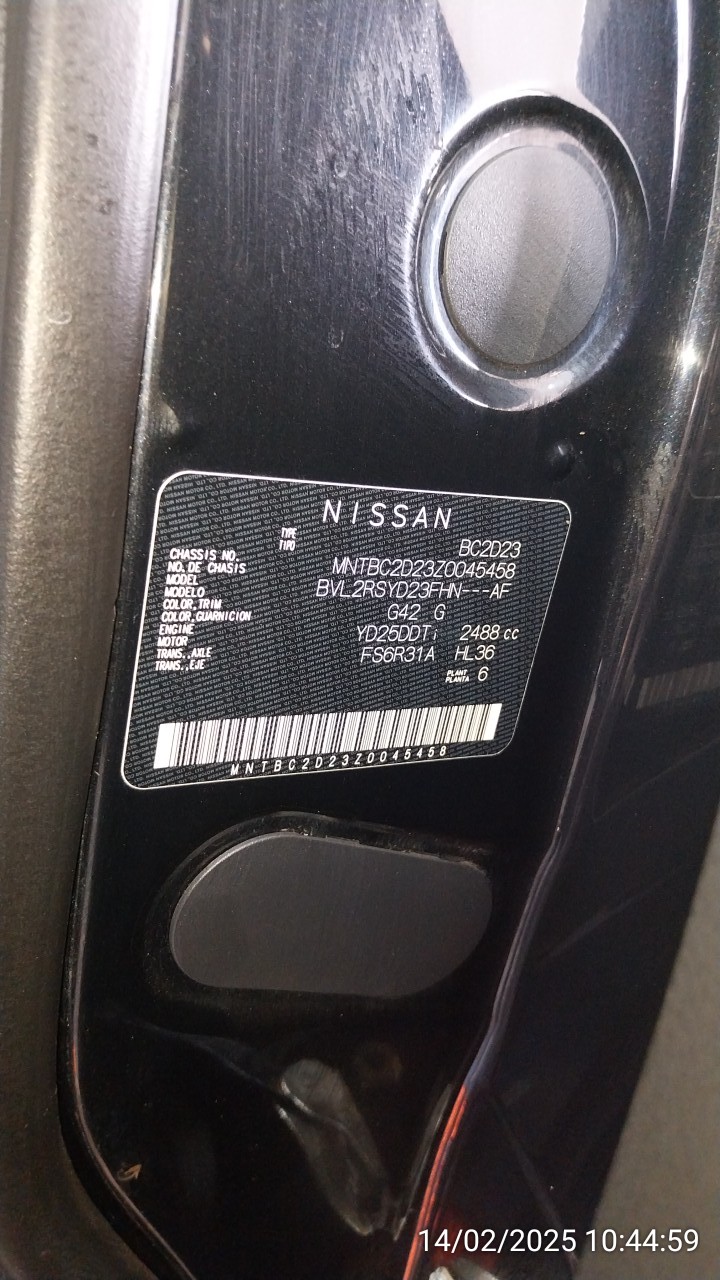 NISSAN
TYPE
TIPO BC2D23
CHASSIS NO.
NO. DE CHASIS MNTBC2D23Z0045458
MODEL
MODELO BVL2RSYD23FHN---AF
COLOR,TRIM
COLOR,GUARNICION G42 G
ENGINE
MOTOR YD25DDTi 2488 cc
TRANS.,AXLE
TRANS.,EJE FS6R31A HL36
PLANT
PLANTA 6
MNTBC2D23Z0045458
14/02/2025 10:44:59